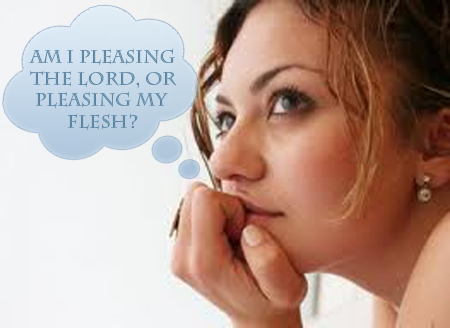 AM I PLEASING
THE LORD, OR
PLEASING MY
FLESH?